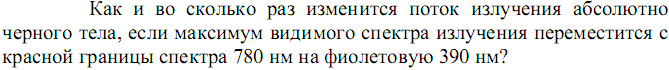 Как и во сколько раз изменится поток излучения абсолютно
черного тела, если максимум видимого спектра излучения переместится с
красной границы спектра 780 нм на фиолетовую 390 нм?